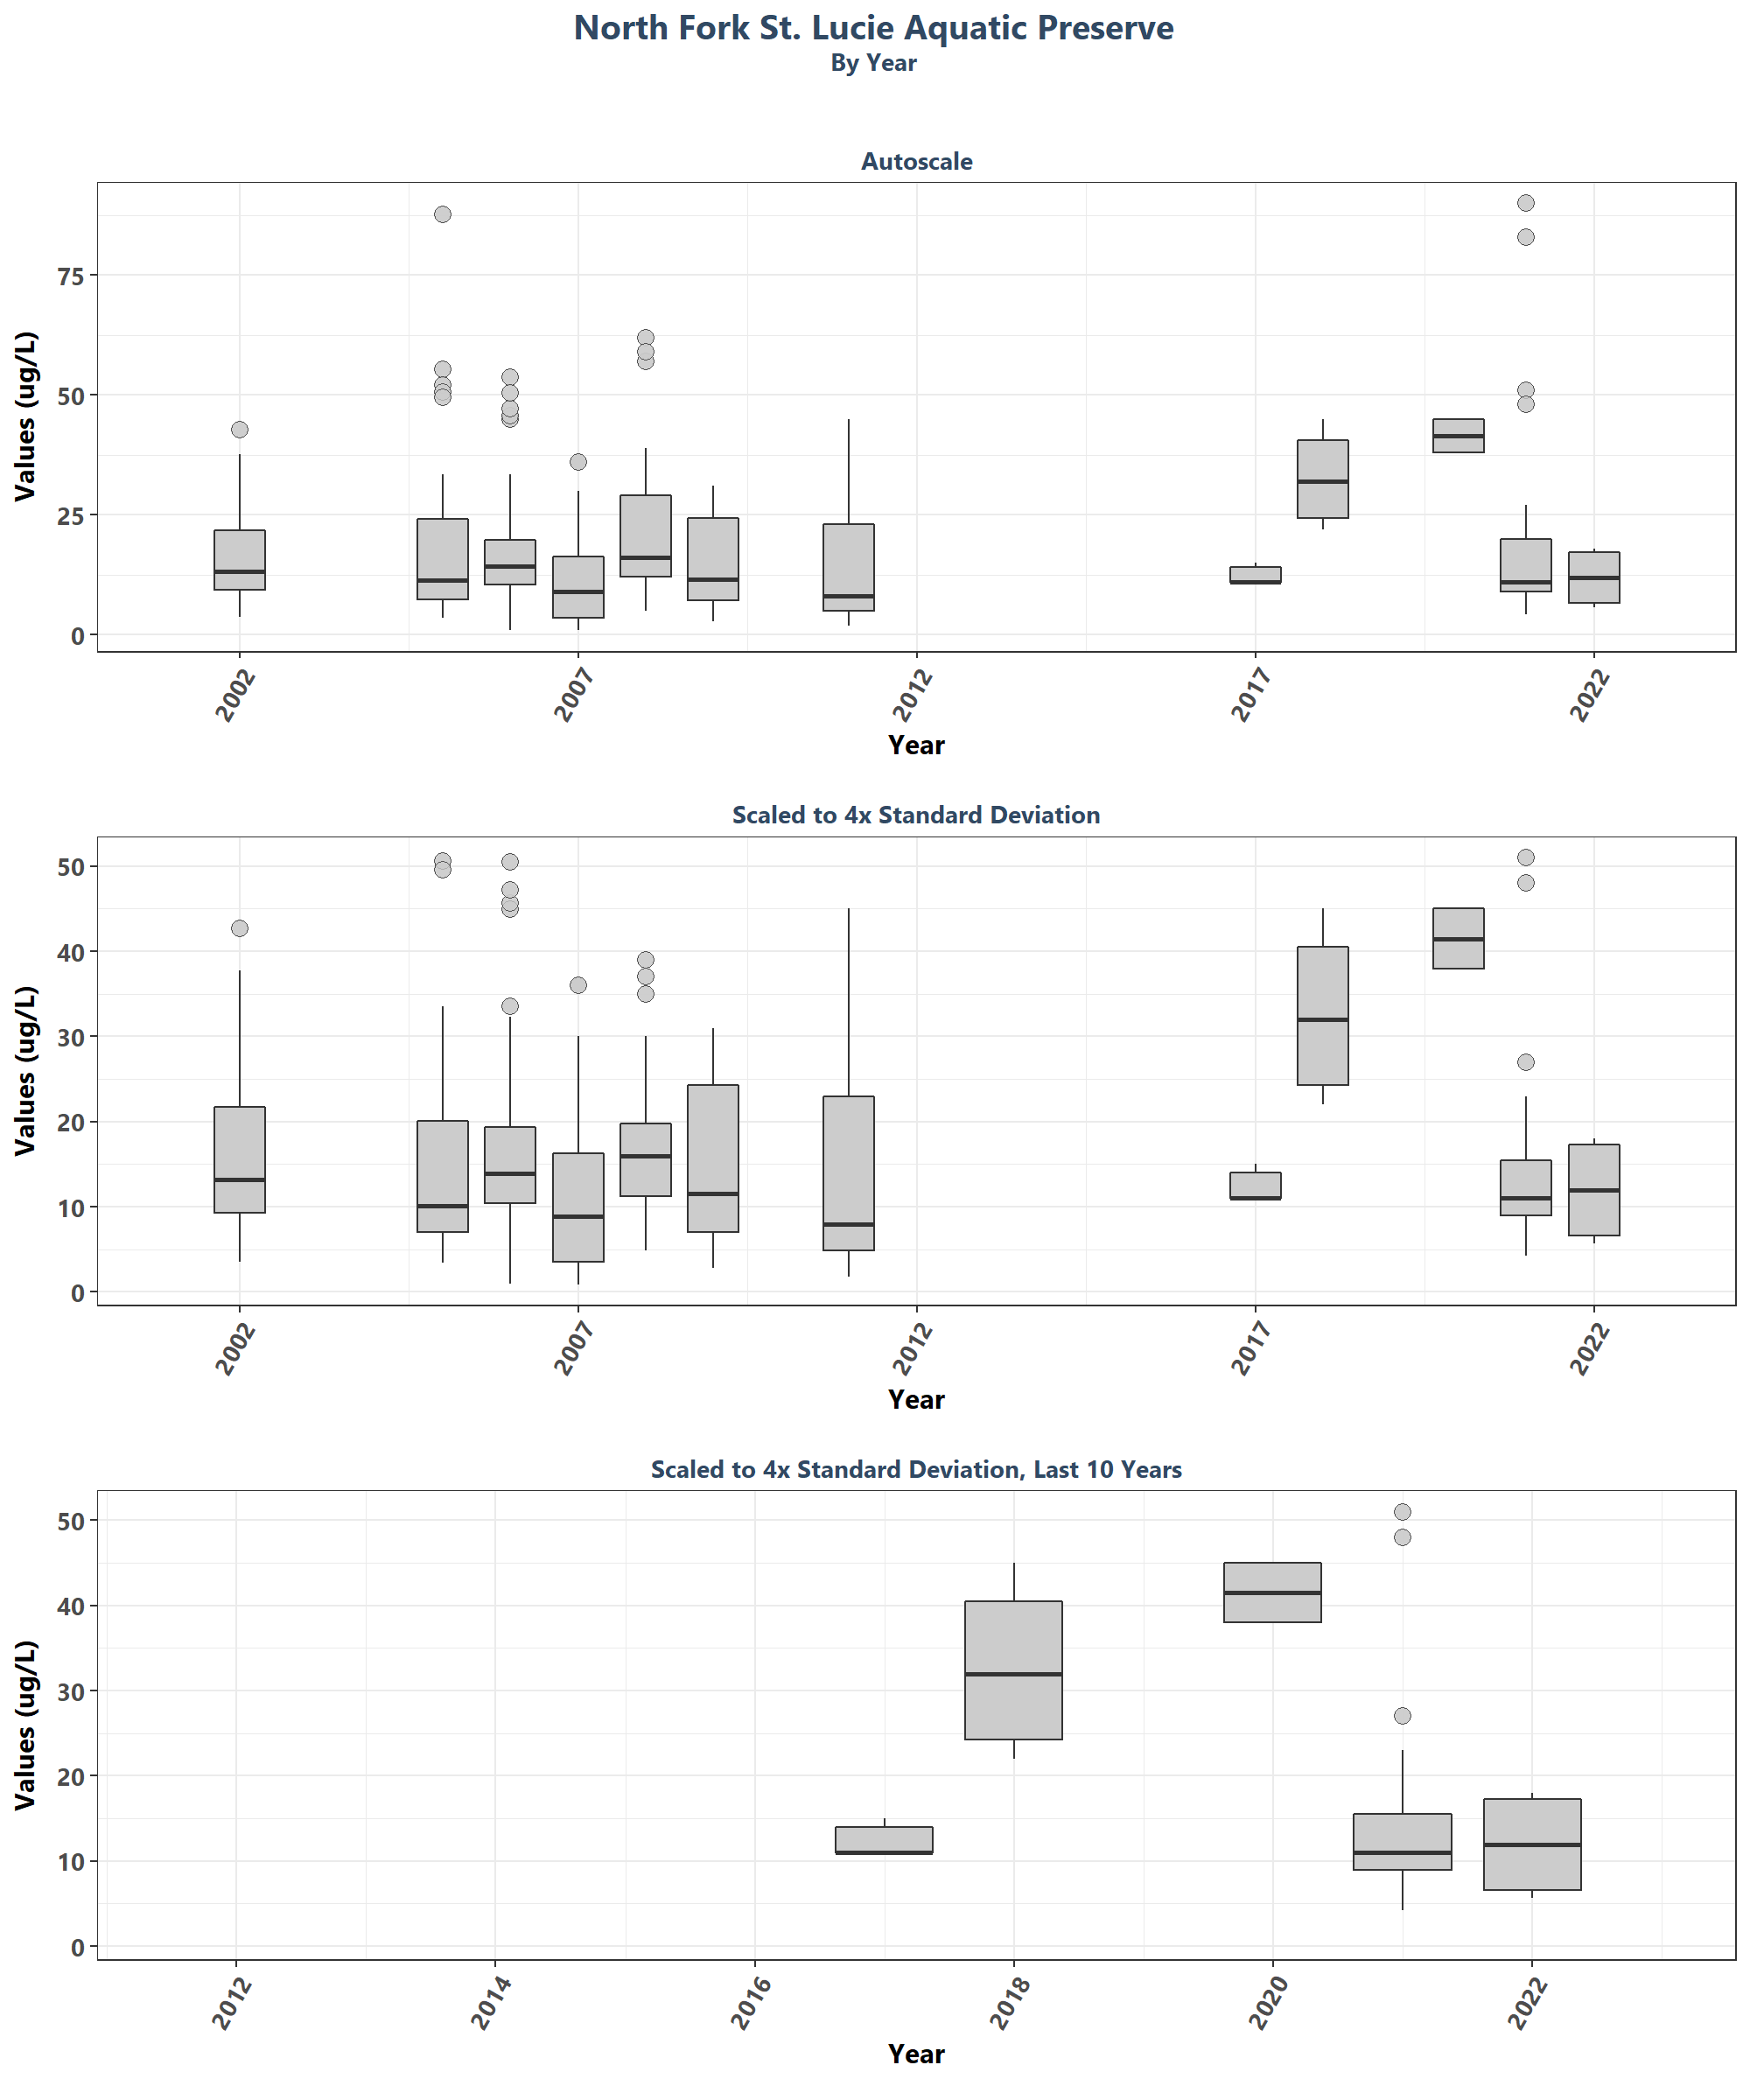 North Fork St. Lucie Aquatic Preserve
By Year
Autoscale
Values (ug/L)
75
50
25
0
2002
2007
2012
2017
2022
Year
Scaled to 4x Standard Deviation
Values (ug/L)
50
40
30
20
10
0
2002
2007
2012
2017
2022
Year
Scaled to 4x Standard Deviation, Last 10 Years
Values (ug/L)
50
40
30
20
10
0
2012
2014
2016
2018
2020
2022
Year